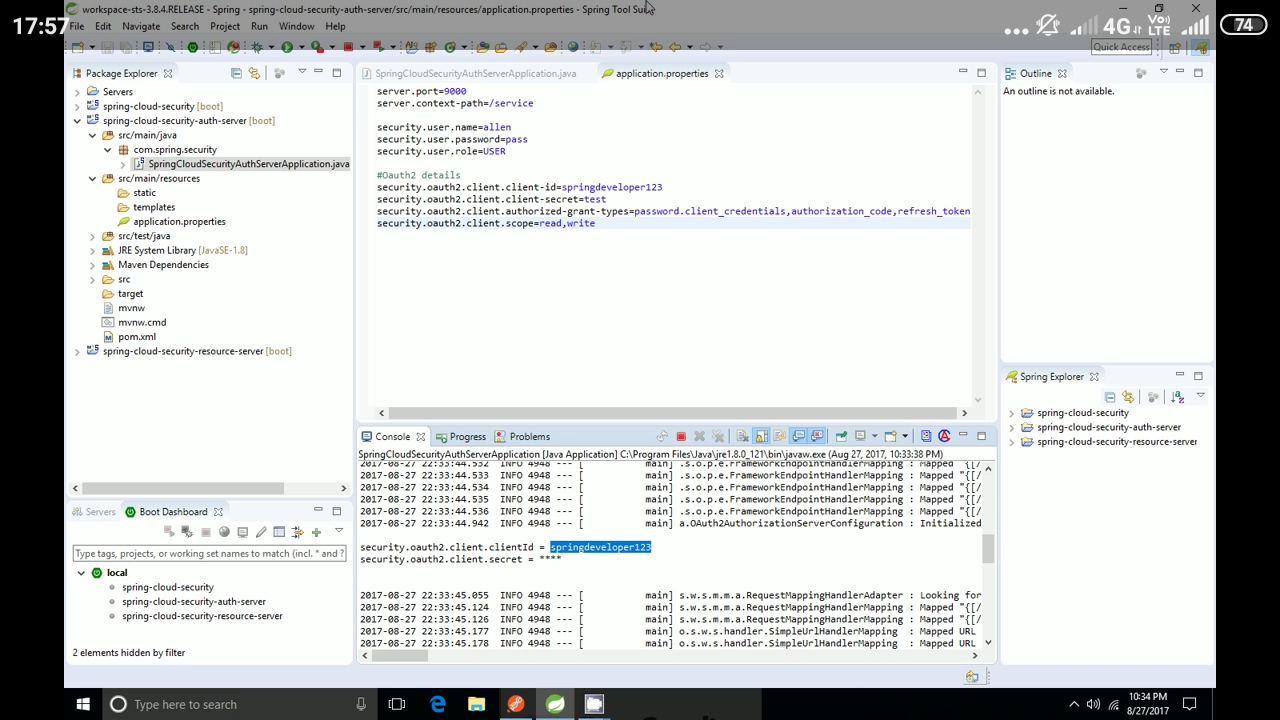 workspace-sts-3.8.4.RELEASE - Spring - spring-cloud-security-auth-server/src/main/resources/application.properties - Spring Tool Suite
17:57
4G
Vo)
LTE
74
File Edit Navigate Search Project Run Window Help
Quick Access
Package Explorer
Servers
spring-cloud-security [boot]
spring-cloud-security-auth-server [boot]
src/main/java
com.spring.security
SpringCloudSecurityAuthServerApplication.java
src/main/resources
static
templates
application.properties
src/test/java
JRE System Library [JavaSE-1.8]
Maven Dependencies
src
target
mvnw
mvnw.cmd
pom.xml
spring-cloud-security-resource-server [boot]
SpringCloudSecurityAuthServerApplication.java
application.properties
server.port=9000
server.context-path=/service
security.user.name=allen
security.user.password=pass
security.user.role=USER
#Oauth2 details
security.oauth2.client.client-id=springdeveloper123
security.oauth2.client.client-secret=test
security.oauth2.client.authorized-grant-types=password.client_credentials,authorization_code,refresh_token
security.oauth2.client.scope=read,write
Outline
An outline is not available.
Spring Explorer
spring-cloud-security
spring-cloud-security-auth-server
spring-cloud-security-resource-server
Servers Boot Dashboard
Type tags, projects, or working set names to match (incl. * and ?
local
spring-cloud-security
spring-cloud-security-auth-server
spring-cloud-security-resource-server
2 elements hidden by filter
Console Progress Problems
SpringCloudSecurityAuthServerApplication [Java Application] C:\Program Files\Java\jre1.8.0_121\bin\javaw.exe (Aug 27, 2017, 10:33:38 PM)
2017-08-27 22:33:44.532 INFO 4948 --- [ main] .s.o.p.e.FrameworkEndpointHandlerMapping : Mapped "{[/
2017-08-27 22:33:44.533 INFO 4948 --- [ main] .s.o.p.e.FrameworkEndpointHandlerMapping : Mapped "{[/
2017-08-27 22:33:44.534 INFO 4948 --- [ main] .s.o.p.e.FrameworkEndpointHandlerMapping : Mapped "{[/
2017-08-27 22:33:44.535 INFO 4948 --- [ main] .s.o.p.e.FrameworkEndpointHandlerMapping : Mapped "{[/
2017-08-27 22:33:44.536 INFO 4948 --- [ main] .s.o.p.e.FrameworkEndpointHandlerMapping : Mapped "{[/
2017-08-27 22:33:44.942 INFO 4948 --- [ main] a.OAuth2AuthorizationServerConfiguration : Initialized
security.oauth2.client.clientId = springdeveloper123
security.oauth2.client.secret = ****
2017-08-27 22:33:45.055 INFO 4948 --- [ main] s.w.s.m.m.a.RequestMappingHandlerAdapter : Looking for
2017-08-27 22:33:45.124 INFO 4948 --- [ main] s.w.s.m.m.a.RequestMappingHandlerMapping : Mapped "{[/
2017-08-27 22:33:45.126 INFO 4948 --- [ main] s.w.s.m.m.a.RequestMappingHandlerMapping : Mapped "{[/
2017-08-27 22:33:45.177 INFO 4948 --- [ main] o.s.w.s.handler.SimpleUrlHandlerMapping : Mapped URL
2017-08-27 22:33:45.178 INFO 4948 --- [ main] o.s.w.s.handler.SimpleUrlHandlerMapping : Mapped URL
Type here to search
10:34 PM
8/27/2017